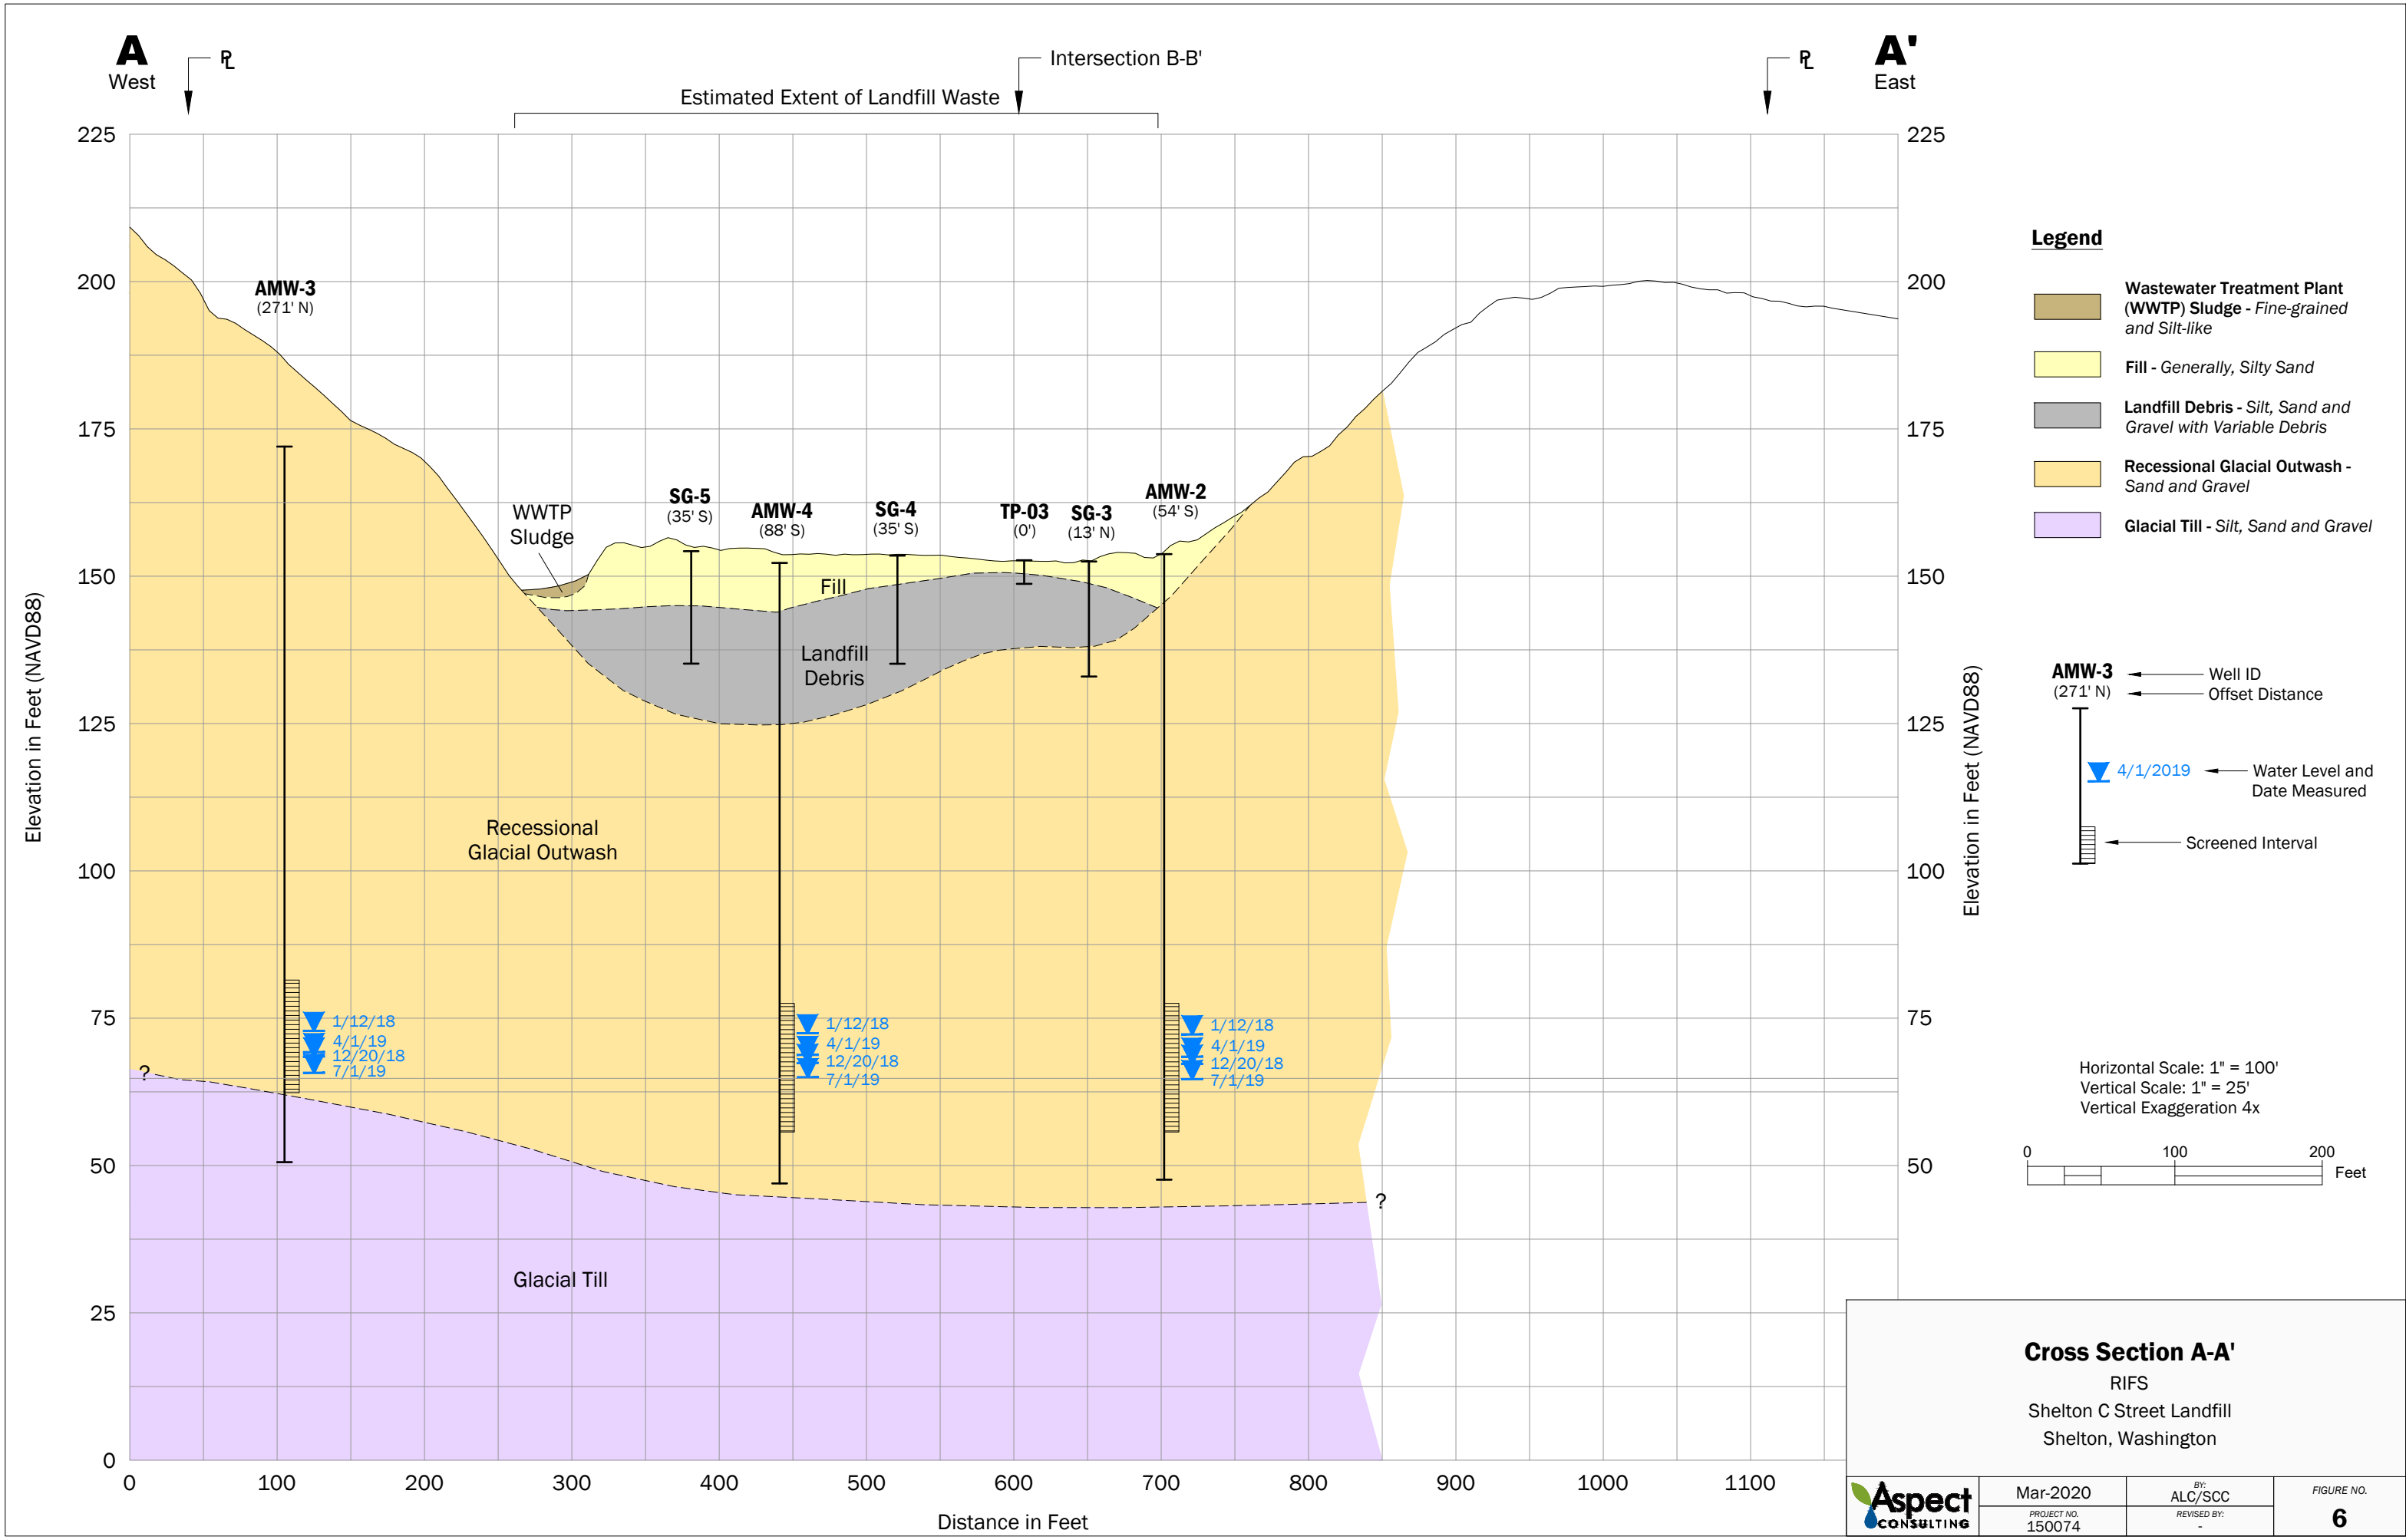 A
West
PL
Intersection B-B'
PL
A'
East
Estimated Extent of Landfill Waste
225
200
175
150
125
100
75
50
25
0
Elevation in Feet (NAVD88)
AMW-3
(271' N)
WWTP
Sludge
SG-5
(35' S)
AMW-4
(88' S)
SG-4
(35' S)
TP-03
(0')
SG-3
(13' N)
AMW-2
(54' S)
Fill
Landfill
Debris
Recessional
Glacial Outwash
1/12/18
4/1/19
12/20/18
7/1/19
1/12/18
4/1/19
12/20/18
7/1/19
1/12/18
4/1/19
12/20/18
7/1/19
?
?
Glacial Till
0 100 200 300 400 500 600 700 800 900 1000 1100
Distance in Feet
225
200
175
150
125
100
75
50
Elevation in Feet (NAVD88)
Legend
Wastewater Treatment Plant
(WWTP) Sludge - Fine-grained
and Silt-like
Fill - Generally, Silty Sand
Landfill Debris - Silt, Sand and
Gravel with Variable Debris
Recessional Glacial Outwash -
Sand and Gravel
Glacial Till - Silt, Sand and Gravel
AMW-3
(271' N)
Well ID
Offset Distance
4/1/2019
Water Level and
Date Measured
Screened Interval
Horizontal Scale: 1" = 100'
Vertical Scale: 1" = 25'
Vertical Exaggeration 4x
0 100 200
Feet
Cross Section A-A'
RIFS
Shelton C Street Landfill
Shelton, Washington
Aspect
CONSULTING
Mar-2020
PROJECT NO.
150074
BY:
ALC/SCC
REVISED BY:
-
FIGURE NO.
6